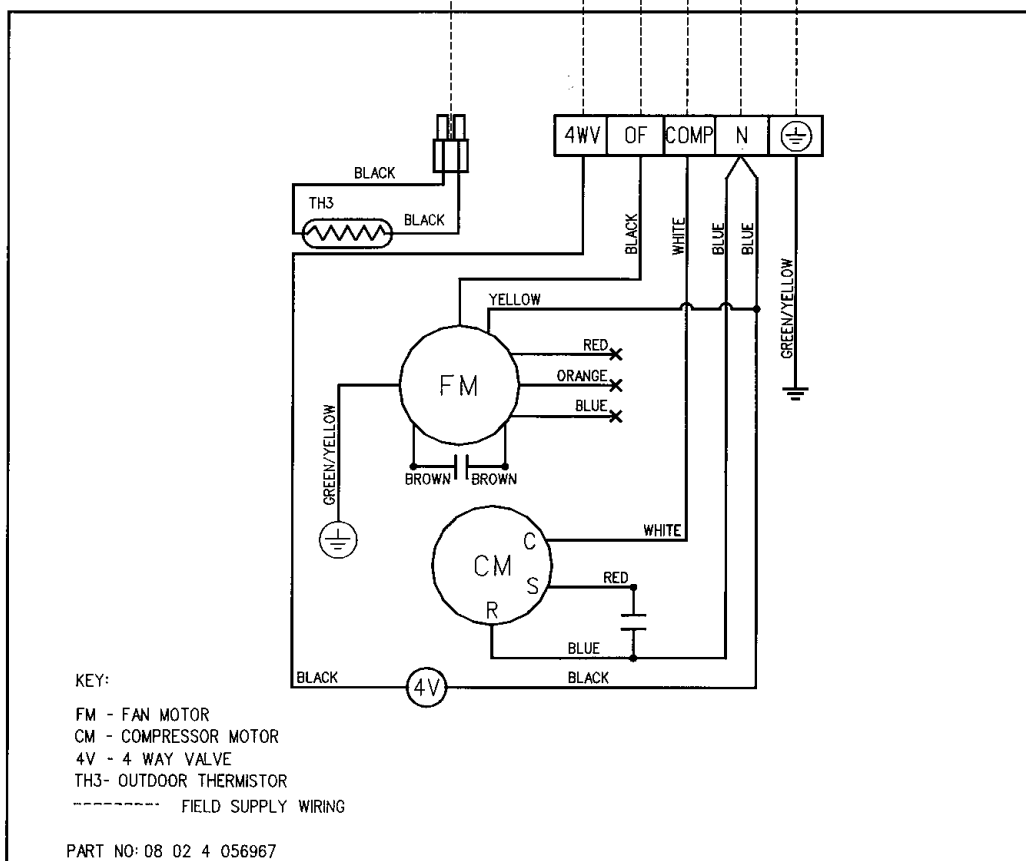 4WV OF COMP N
BLACK
TH3
BLACK
BLACK
WHITE
BLUE
BLUE
GREEN/YELLOW
YELLOW
RED
ORANGE
BLUE
FM
GREEN/YELLOW
BROWN BROWN
WHITE
C
CM
S
RED
R
BLUE
BLACK
4V
BLACK
KEY:
FM - FAN MOTOR
CM - COMPRESSOR MOTOR
4V - 4 WAY VALVE
TH3- OUTDOOR THERMISTOR
--------- FIELD SUPPLY WIRING
PART NO: 08 02 4 056967